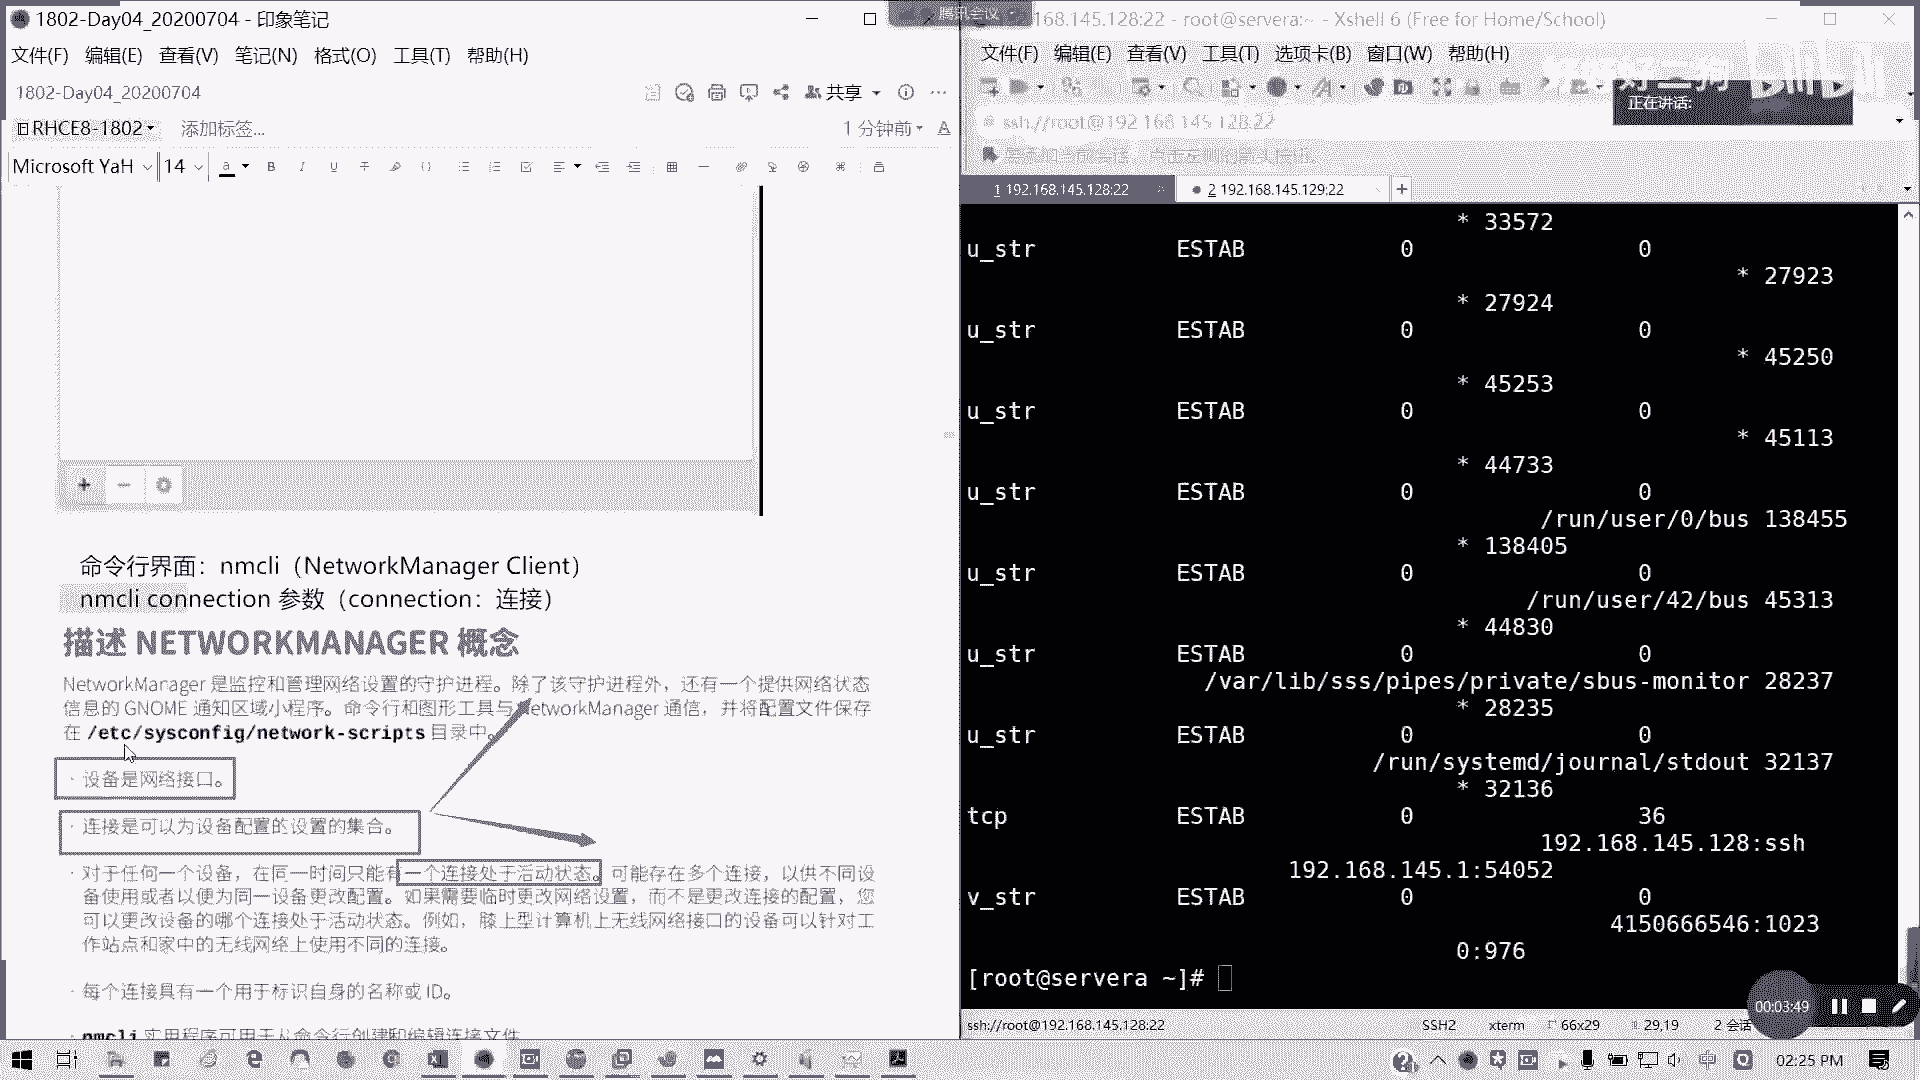 1802-Day04_20200704 - 印象笔记
文件(F) 编辑(E) 查看(V) 笔记(N) 格式(O) 工具(T) 帮助(H)
1802-Day04_20200704
共享
RHCE8-1802
添加标签...
1 分钟前
Microsoft YaH
14
命令行界面：nmcli（NetworkManager Client）
nmcli connection 参数（connection：连接）
描述 NETWORKMANAGER 概念
NetworkManager 是监控和管理网络设置的守护进程。除了该守护进程外，还有一个提供网络状态
信息的 GNOME 通知区域小程序。命令行和图形工具与 NetworkManager 通信，并将配置文件保存
在 /etc/sysconfig/network-scripts 目录中。
· 设备是网络接口。
· 连接是可以为设备配置的设置的集合。
· 对于任何一个设备，在同一时间只能有一个连接处于活动状态。可能存在多个连接，以供不同设
备使用或者以便为同一设备更改配置。如果需要临时更改网络设置，而不是更改连接的配置，您
可以更改设备的哪个连接处于活动状态。例如，膝上型计算机上无线网络接口的设备可以针对工
作站点和家中的无线网络上使用不同的连接。
· 每个连接具有一个用于标识自身的名称或 ID。
· nmcli 实用程序可用于从命令行创建和编辑连接文件
腾讯会议
168.145.128:22 - root@servera:~ - Xshell 6 (Free for Home/School)
文件(F) 编辑(E) 查看(V) 工具(T) 选项卡(B) 窗口(W) 帮助(H)
正在讲话:
ssh://root@192.168.145.128:22
要添加当前会话，点击左侧的箭头按钮。
1 192.168.145.128:22
2 192.168.145.129:22
* 33572
u_str ESTAB 0 0
* 27923
* 27924
u_str ESTAB 0 0
* 45250
* 45253
u_str ESTAB 0 0
* 45113
* 44733
u_str ESTAB 0 0
/run/user/0/bus 138455
* 138405
u_str ESTAB 0 0
/run/user/42/bus 45313
* 44830
u_str ESTAB 0 0
/var/lib/sss/pipes/private/sbus-monitor 28237
* 28235
u_str ESTAB 0 0
/run/systemd/journal/stdout 32137
* 32136
tcp ESTAB 0 36
192.168.145.128:ssh
192.168.145.1:54052
v_str ESTAB 0 0
4150666546:1023
0:976
[root@servera ~]#
00:03:49
ssh://root@192.168.145.128:22 SSH2 xterm 66x29 29,19 2 会话
中
02:25 PM